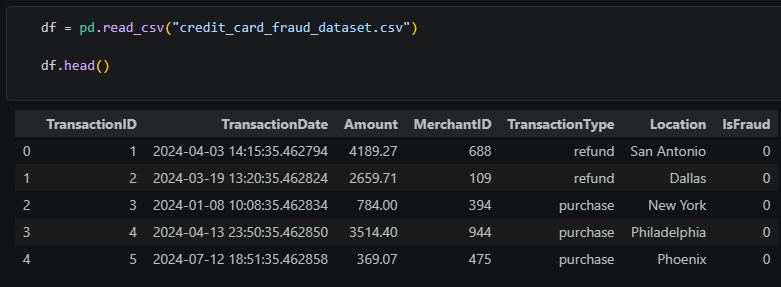 df = pd.read_csv("credit_card_fraud_dataset.csv")
df.head()
TransactionID TransactionDate Amount MerchantID TransactionType Location IsFraud
0 1 2024-04-03 14:15:35.462794 4189.27 688 refund San Antonio 0
1 2 2024-03-19 13:20:35.462824 2659.71 109 refund Dallas 0
2 3 2024-01-08 10:08:35.462834 784.00 394 purchase New York 0
3 4 2024-04-13 23:50:35.462850 3514.40 944 purchase Philadelphia 0
4 5 2024-07-12 18:51:35.462858 369.07 475 purchase Phoenix 0